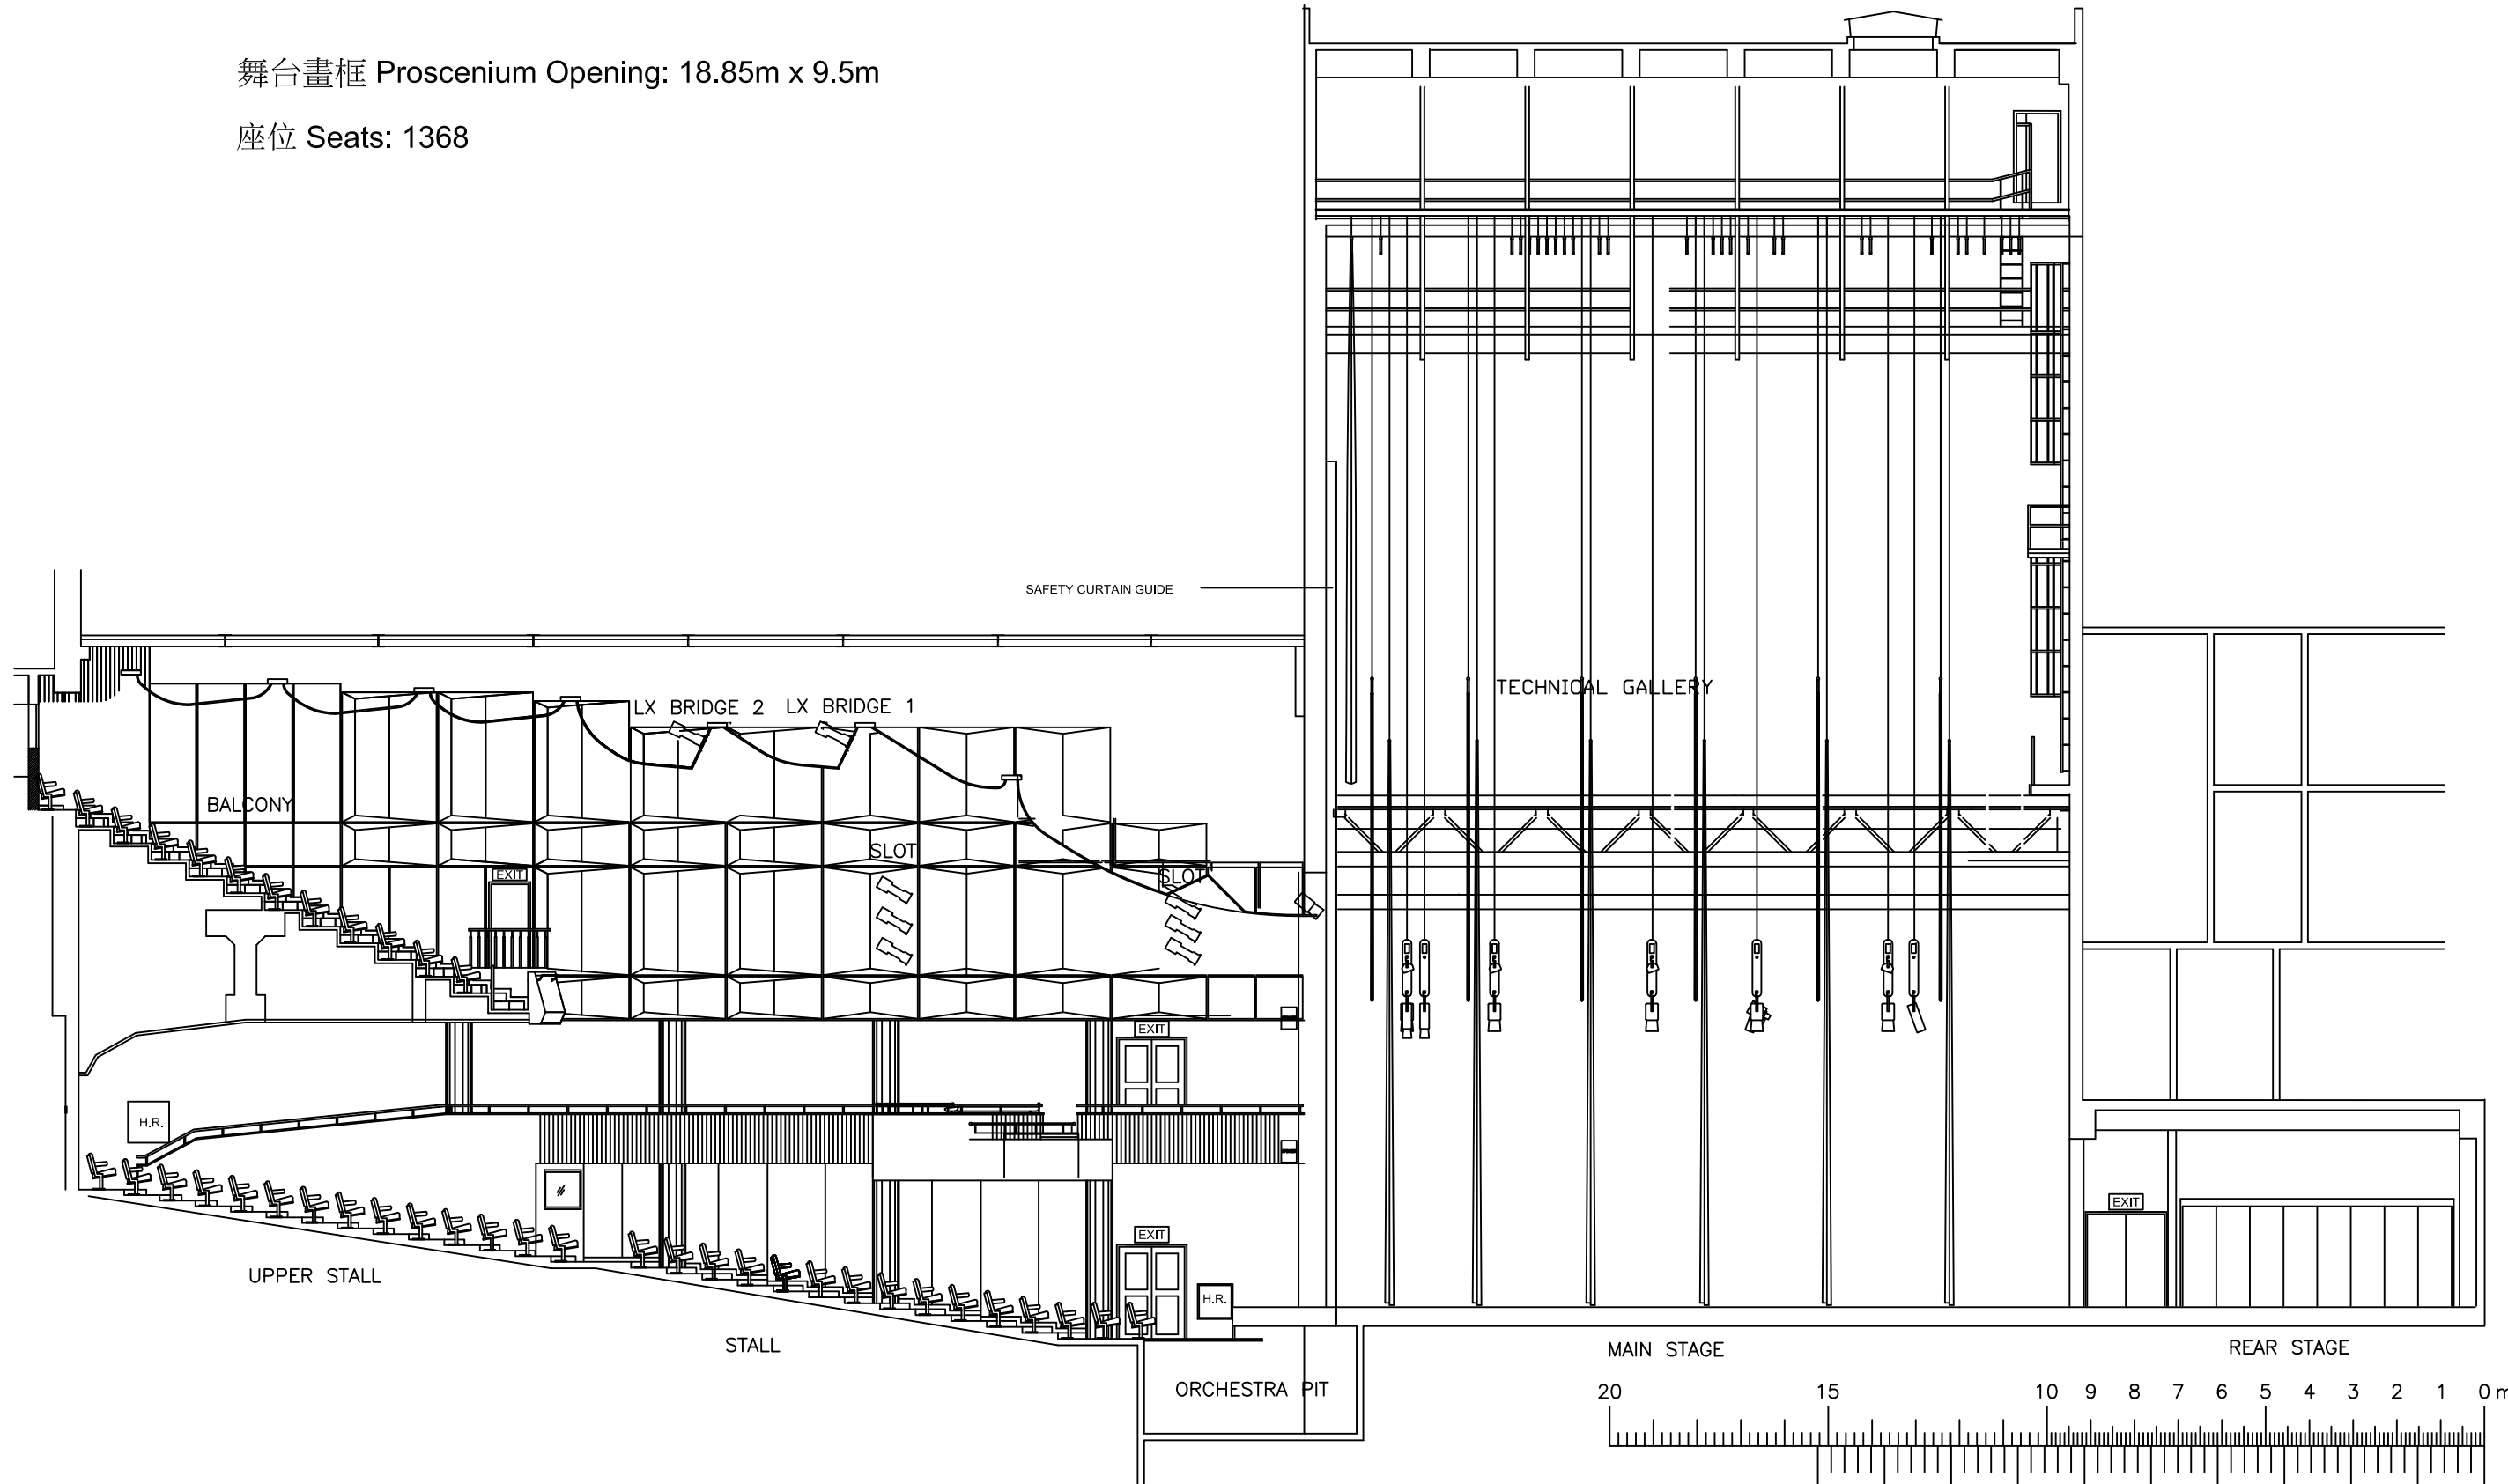 舞台畫框 Proscenium Opening: 18.85m x 9.5m
座位 Seats: 1368
SAFETY CURTAIN GUIDE
TECHNICAL GALLERY
LX BRIDGE 2
LX BRIDGE 1
BALCONY
SLOT
SLOT
EXIT
EXIT
H.R.
EXIT
EXIT
H.R.
UPPER STALL
STALL
MAIN STAGE
REAR STAGE
ORCHESTRA PIT
20 15 10 9 8 7 6 5 4 3 2 1 0 m